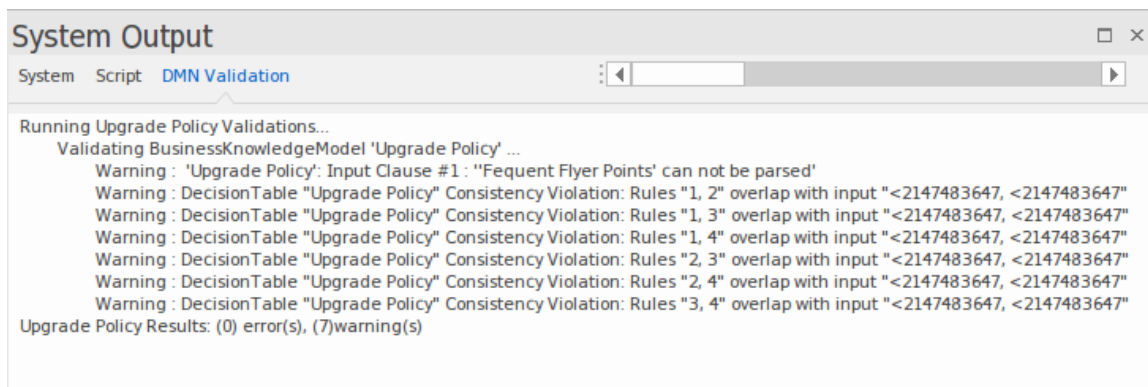 System Output
System Script DMN Validation
Running Upgrade Policy Validations...
Validating BusinessKnowledgeModel 'Upgrade Policy' ...
Warning : 'Upgrade Policy': Input Clause #1 : ''Fequent Flyer Points' can not be parsed'
Warning : DecisionTable "Upgrade Policy" Consistency Violation: Rules "1, 2" overlap with input "<2147483647, <2147483647"
Warning : DecisionTable "Upgrade Policy" Consistency Violation: Rules "1, 3" overlap with input "<2147483647, <2147483647"
Warning : DecisionTable "Upgrade Policy" Consistency Violation: Rules "1, 4" overlap with input "<2147483647, <2147483647"
Warning : DecisionTable "Upgrade Policy" Consistency Violation: Rules "2, 3" overlap with input "<2147483647, <2147483647"
Warning : DecisionTable "Upgrade Policy" Consistency Violation: Rules "2, 4" overlap with input "<2147483647, <2147483647"
Warning : DecisionTable "Upgrade Policy" Consistency Violation: Rules "3, 4" overlap with input "<2147483647, <2147483647"
Upgrade Policy Results: (0) error(s), (7)warning(s)